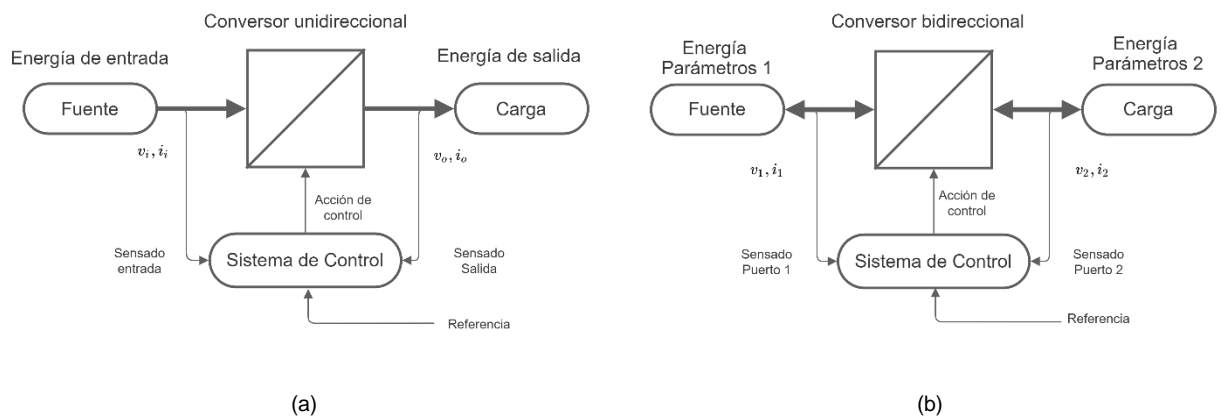 Conversor unidireccional
Energía de entrada
Energía de salida
Fuente
Carga
v_i, i_i
v_o, i_o
Acción de
control
Sensado
entrada
Sistema de Control
Sensado
Salida
Referencia
(a)
Conversor bidireccional
Energía
Parámetros 1
Energía
Parámetros 2
Fuente
Carga
v_1, i_1
v_2, i_2
Acción de
control
Sensado
Puerto 1
Sistema de Control
Sensado
Puerto 2
Referencia
(b)